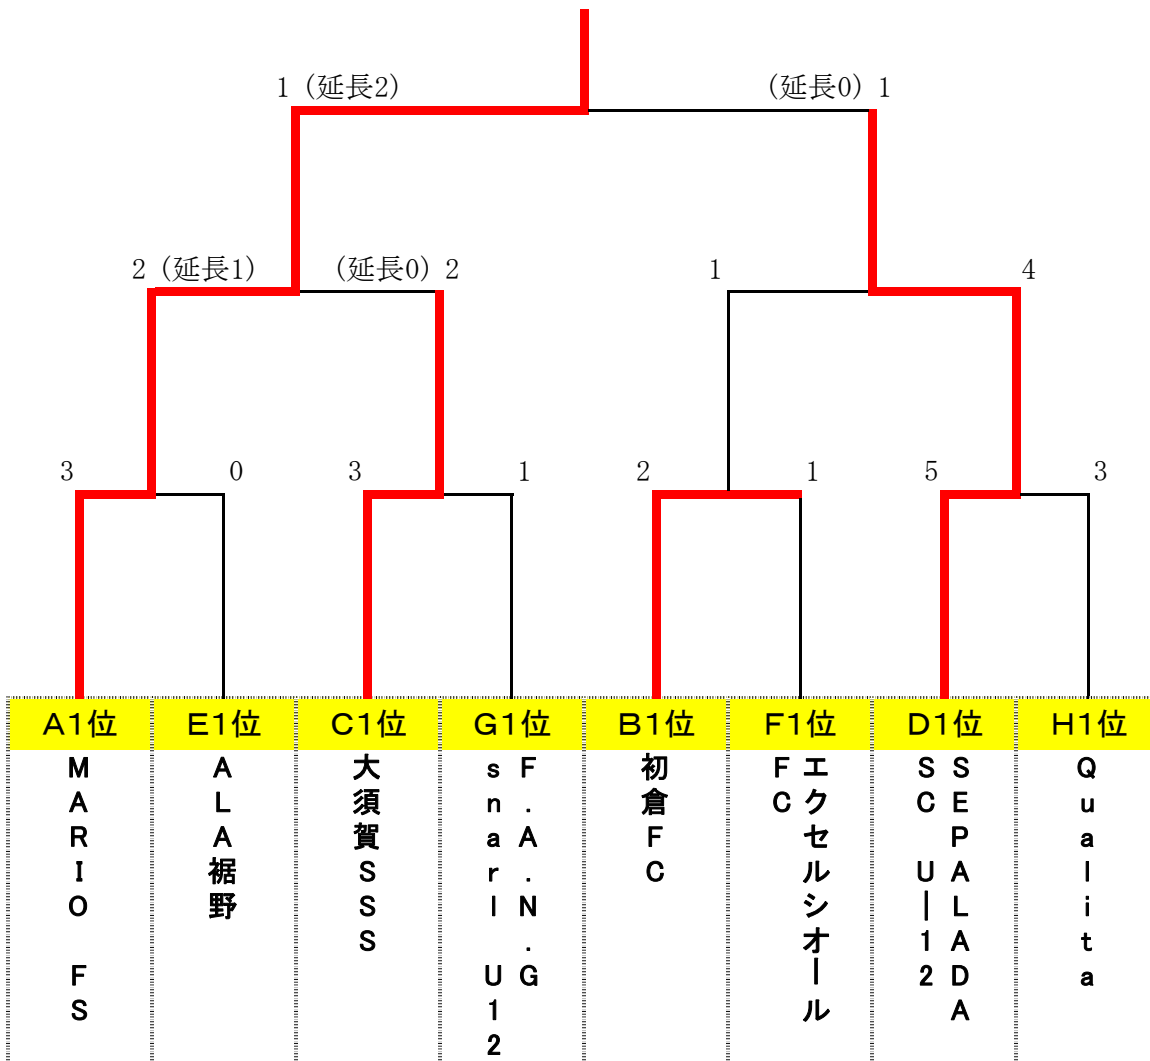 1 (延長2)
(延長0) 1
2 (延長1)
(延長0) 2
1
4
3
0
3
1
2
1
5
3
A1位
E1位
C1位
G1位
B1位
F1位
D1位
H1位
MARIO FS
ALA裾野
大須賀SSS
F.A.N.G
snarl U12
初倉FC
エクセルシオール
FC
SEPALADA
SC U-12
Qualita